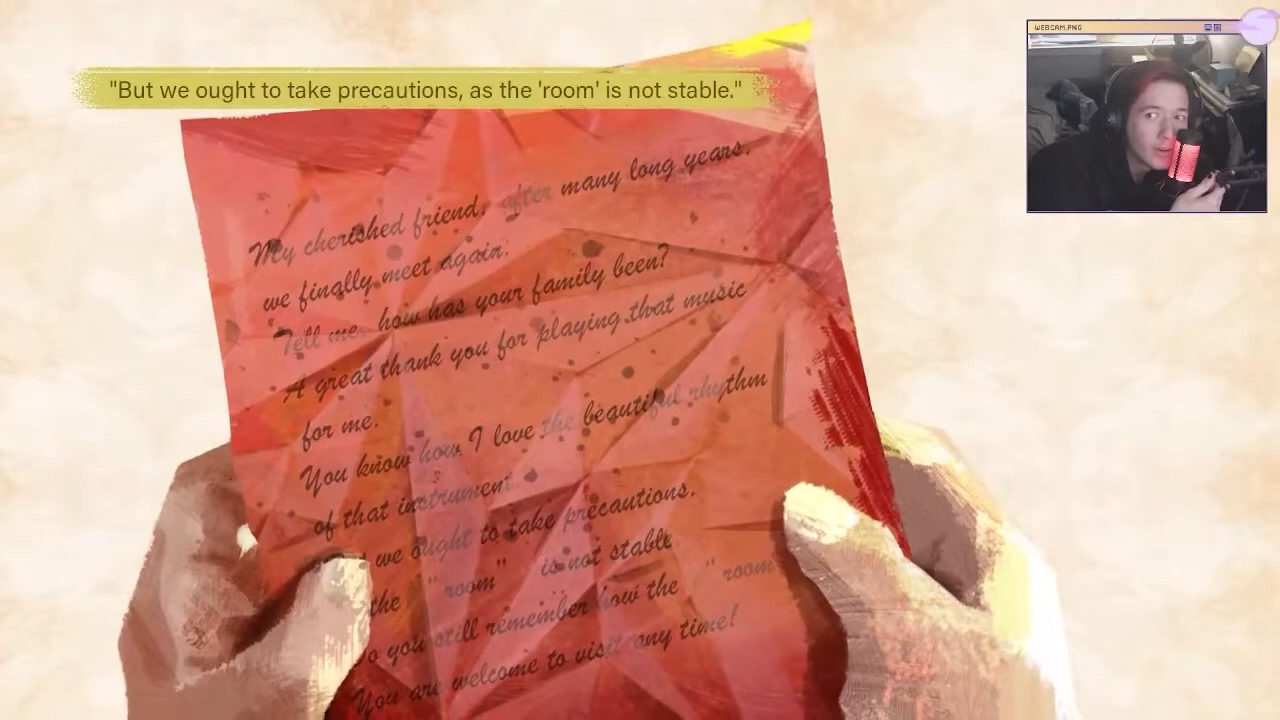 WEBCAM.PNG
"But we ought to take precautions, as the 'room' is not stable."
My cherished friend, after many long years,
we finally meet again.
Tell me, how has your family been?
A great thank you for playing that music
for me.
You know how I love the beautiful rhythm
of that instrument.
we ought to take precautions.
the "room" is not stable
you still remember how the "room"
You are welcome to visit any time!